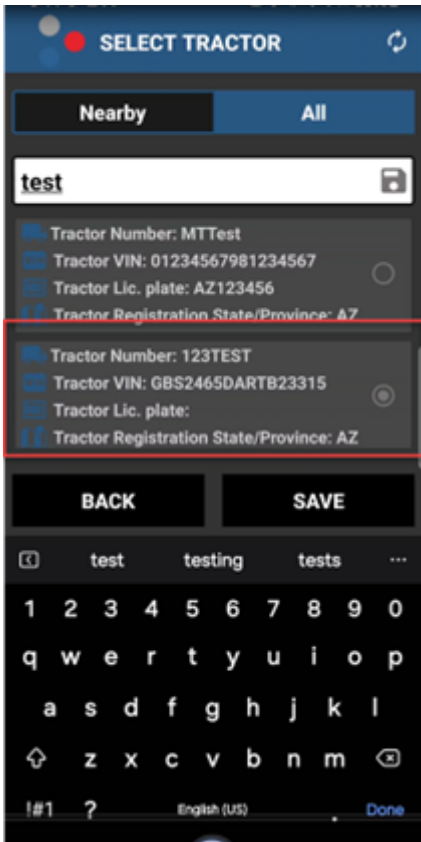 SELECT TRACTOR
Nearby All
test
Tractor Number: MTTest
Tractor VIN: 01234567981234567
Tractor Lic. plate: AZ123456
Tractor Registration State/Province: AZ
Tractor Number: 123TEST
Tractor VIN: GBS2465DARTB23315
Tractor Lic. plate:
Tractor Registration State/Province: AZ
BACK SAVE
test testing tests ...
1 2 3 4 5 6 7 8 9 0
q w e r t y u i o p
a s d f g h j k l
z x c v b n m
!#1 ? English (US) . Done